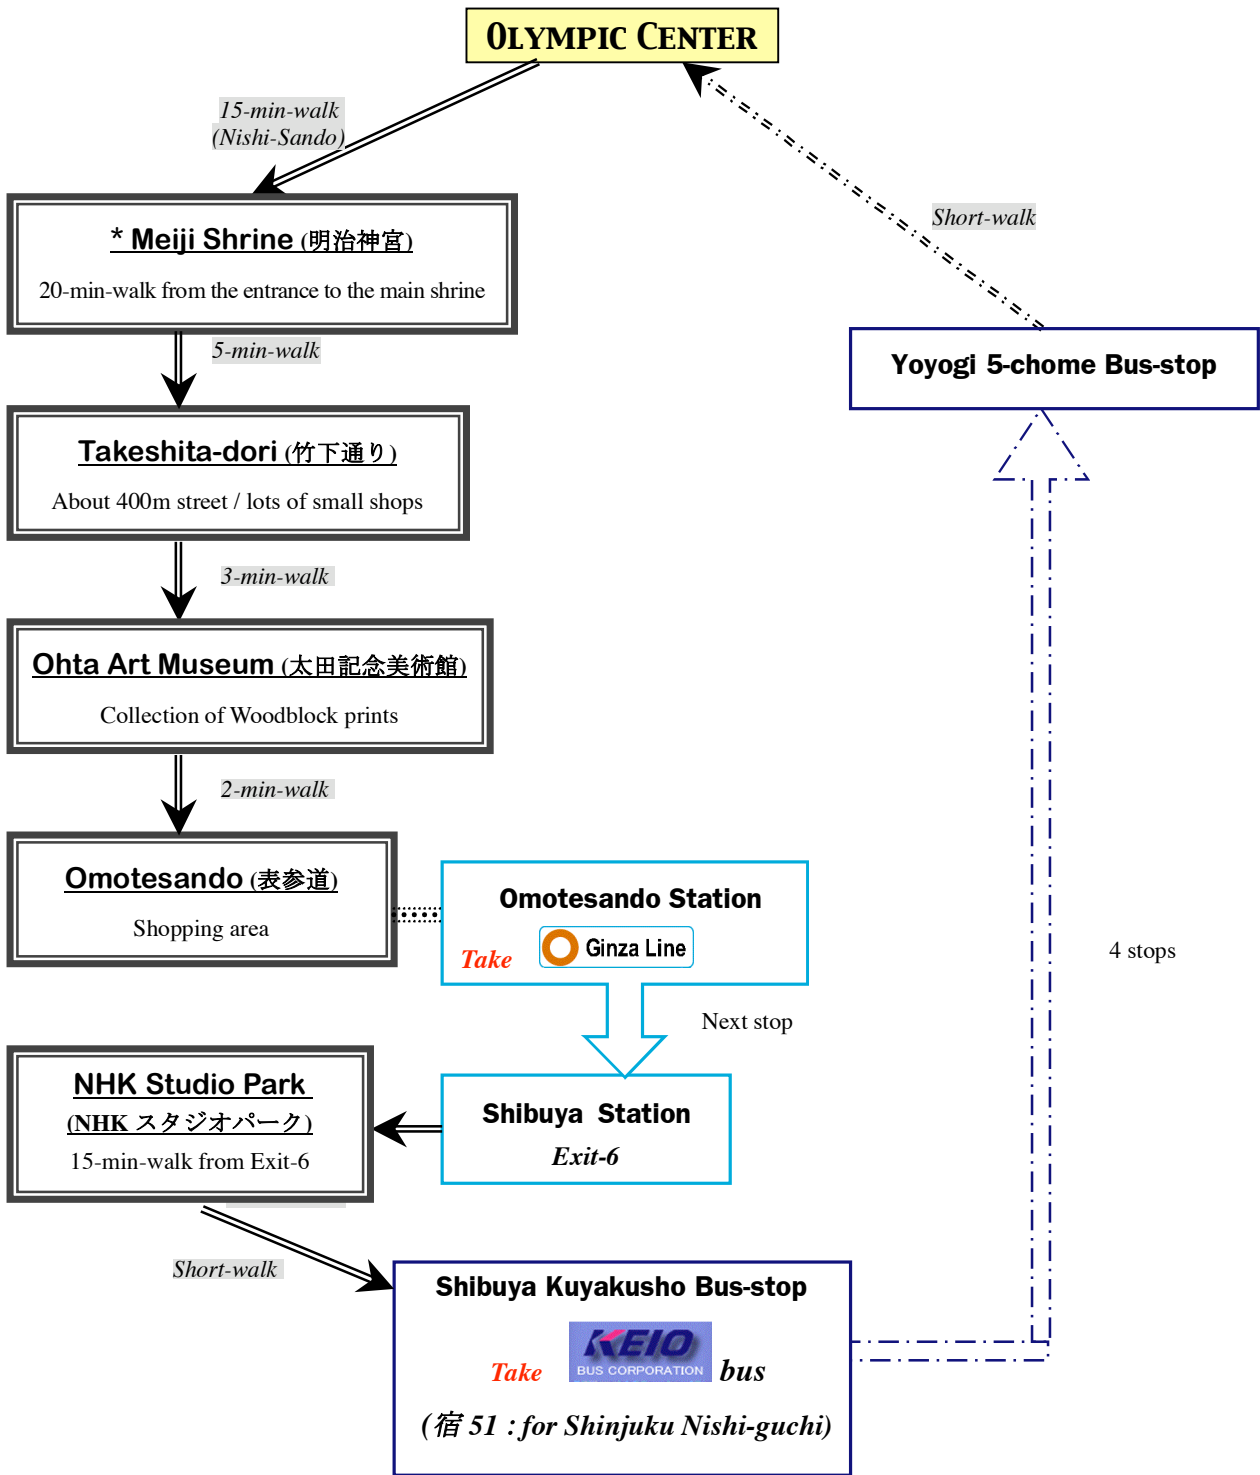 OLYMPIC CENTER
15-min-walk
(Nishi-Sando)
* Meiji Shrine (明治神宮)
20-min-walk from the entrance to the main shrine
Short-walk
5-min-walk
Yoyogi 5-chome Bus-stop
Takeshita-dori (竹下通り)
About 400m street / lots of small shops
3-min-walk
Ohta Art Museum (太田記念美術館)
Collection of Woodblock prints
2-min-walk
Omotesando (表参道)
Shopping area
Omotesando Station
Take Ginza Line
4 stops
Next stop
NHK Studio Park
(NHK スタジオパーク)
15-min-walk from Exit-6
Shibuya Station
Exit-6
Short-walk
Shibuya Kuyakusho Bus-stop
Take KEIO BUS CORPORATION bus
(宿 51 : for Shinjuku Nishi-guchi)